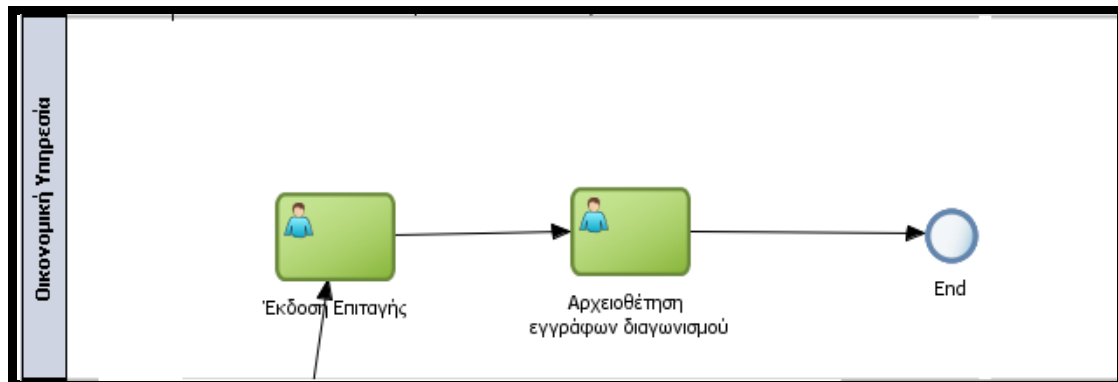 Οικονομική Υπηρεσία
Έκδοση Επιταγής
Αρχειοθέτηση
εγγράφων διαγωνισμού
End